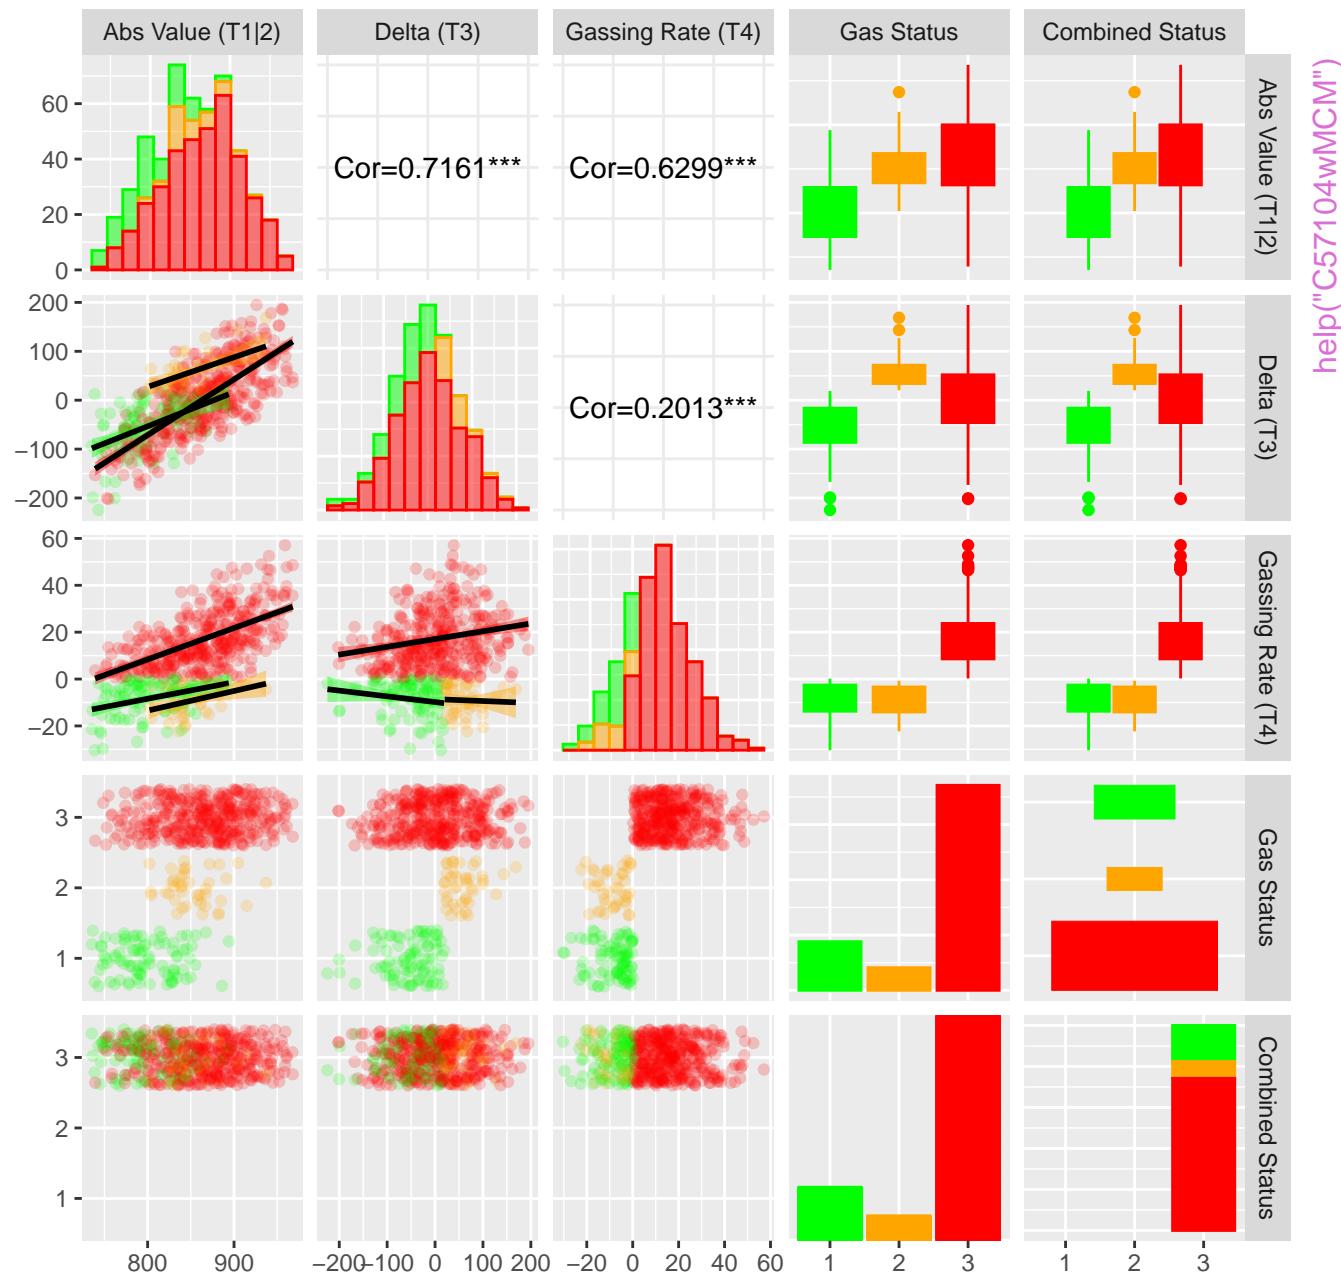 Abs Value (T1|2)
Delta (T3)
Gassing Rate (T4)
Gas Status
Combined Status
60
40
20
0
Cor=0.7161***
Cor=0.6299***
Abs Value (T1|2)
help("C57104wMCM")
200
100
0
−100
−200
Cor=0.2013***
Delta (T3)
60
40
20
0
−20
Gassing Rate (T4)
3
2
1
Gas Status
3
2
1
Combined Status
800 900
−200 −100 0 100 200
−20 0 20 40 60
1 2 3
1 2 3